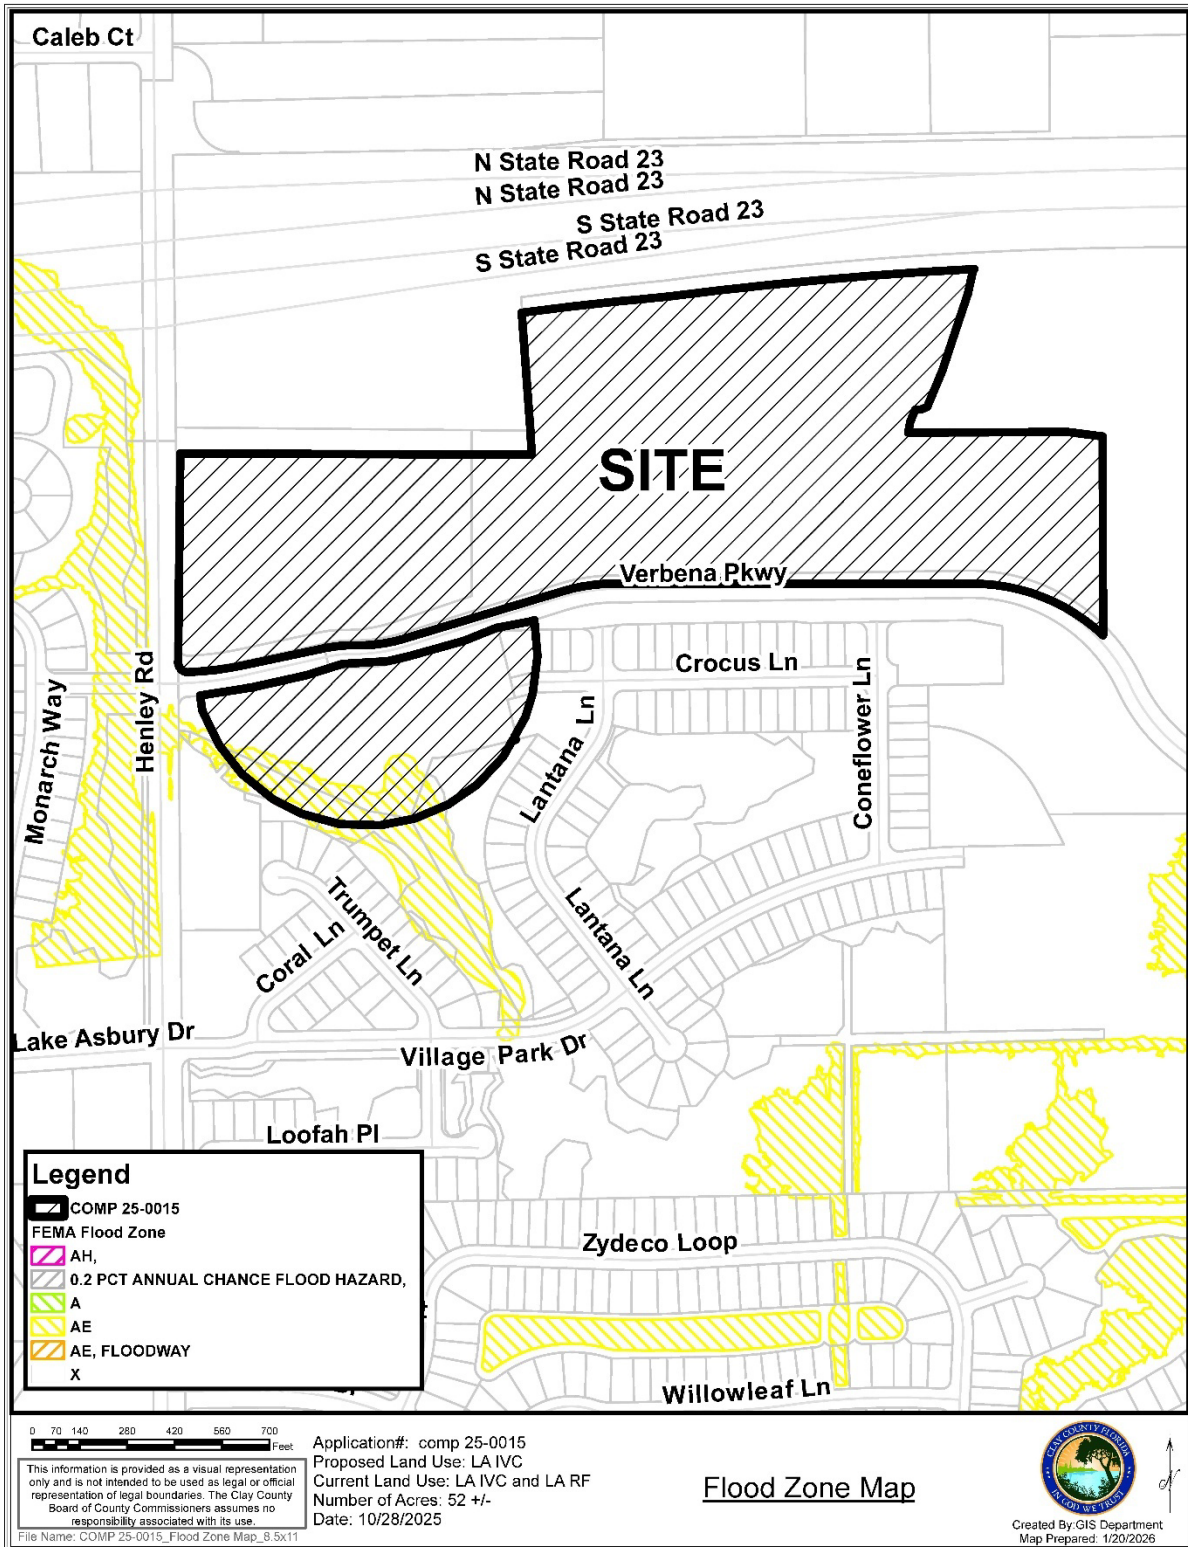 Caleb Ct
N State Road 23
N State Road 23
S State Road 23
S State Road 23
SITE
Verbena Pkwy
Crocus Ln
Henley Rd
Monarch Way
Lantana Ln
Coneflower Ln
Trumpet Ln
Coral Ln
Lantana Ln
Lake Asbury Dr
Village Park Dr
Loofah Pl
Zydeco Loop
Willowleaf Ln
Legend
COMP 25-0015
FEMA Flood Zone
AH,
0.2 PCT ANNUAL CHANCE FLOOD HAZARD,
A
AE
AE, FLOODWAY
X
0 70 140 280 420 560 700
Feet
This information is provided as a visual representation
only and is not intended to be used as legal or official
representation of legal boundaries. The Clay County
Board of County Commissioners assumes no
responsibility associated with its use.
File Name: COMP 25-0015_Flood Zone Map_8.5x11
Application#: comp 25-0015
Proposed Land Use: LA IVC
Current Land Use: LA IVC and LA RF
Number of Acres: 52 +/-
Date: 10/28/2025
Flood Zone Map
CLAY COUNTY FLORIDA
IN GOD WE TRUST
N
Created By:GIS Department
Map Prepared: 1/20/2026